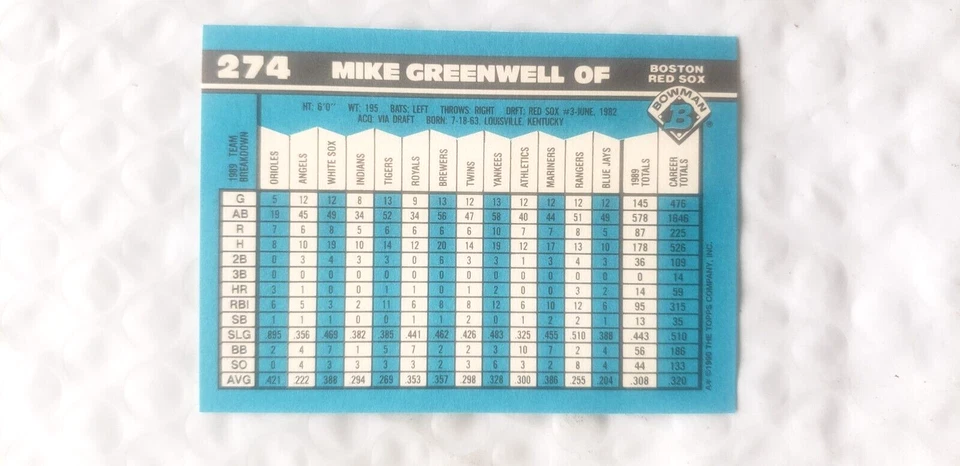 274 MIKE GREENWELL OF BOSTON RED SOX
BOWMAN
B
HT: 6'0" WT: 195 BATS: LEFT THROWS: RIGHT DRFT: RED SOX #3-JUNE, 1982
ACQ: VIA DRAFT BORN: 7-18-63, LOUISVILLE, KENTUCKY
1989 TEAM BREAKDOWN ORIOLES ANGELS WHITE SOX INDIANS TIGERS ROYALS BREWERS TWINS YANKEES ATHLETICS MARINERS RANGERS BLUE JAYS 1989 TOTALS CAREER TOTALS
G 5 12 12 8 13 9 13 12 13 12 12 12 12 145 476
AB 19 45 49 34 52 34 56 47 58 40 44 51 49 578 1646
R 7 6 8 5 6 6 6 6 10 7 7 8 5 87 225
H 8 10 19 10 14 12 20 14 19 12 17 13 10 178 526
2B 0 3 4 3 3 3 3 3 3 1 3 4 3 36 109
3B 0 0 0 0 0 0 0 0 0 0 0 0 0 0 14
HR 3 1 0 0 1 0 1 1 2 0 0 3 2 14 59
RBI 6 5 3 2 11 6 8 8 12 6 10 12 6 95 315
SB 0 0 1 2 0 2 1 2 13 35
SLG .895 .356 .469 .382 .385 .441 .462 .426 .483 .325 .455 .510 .388 .443 .510
BB 2 4 7 1 5 7 2 2 3 10 7 2 4 56 186
SO 0 4 3 3 3 3 2 3 6 3 2 8 4 44 133
AVG .421 .222 .388 .294 .269 .353 .357 .298 .328 .300 .386 .255 .204 .308 .320
A# ©1990 THE TOPPS COMPANY, INC.